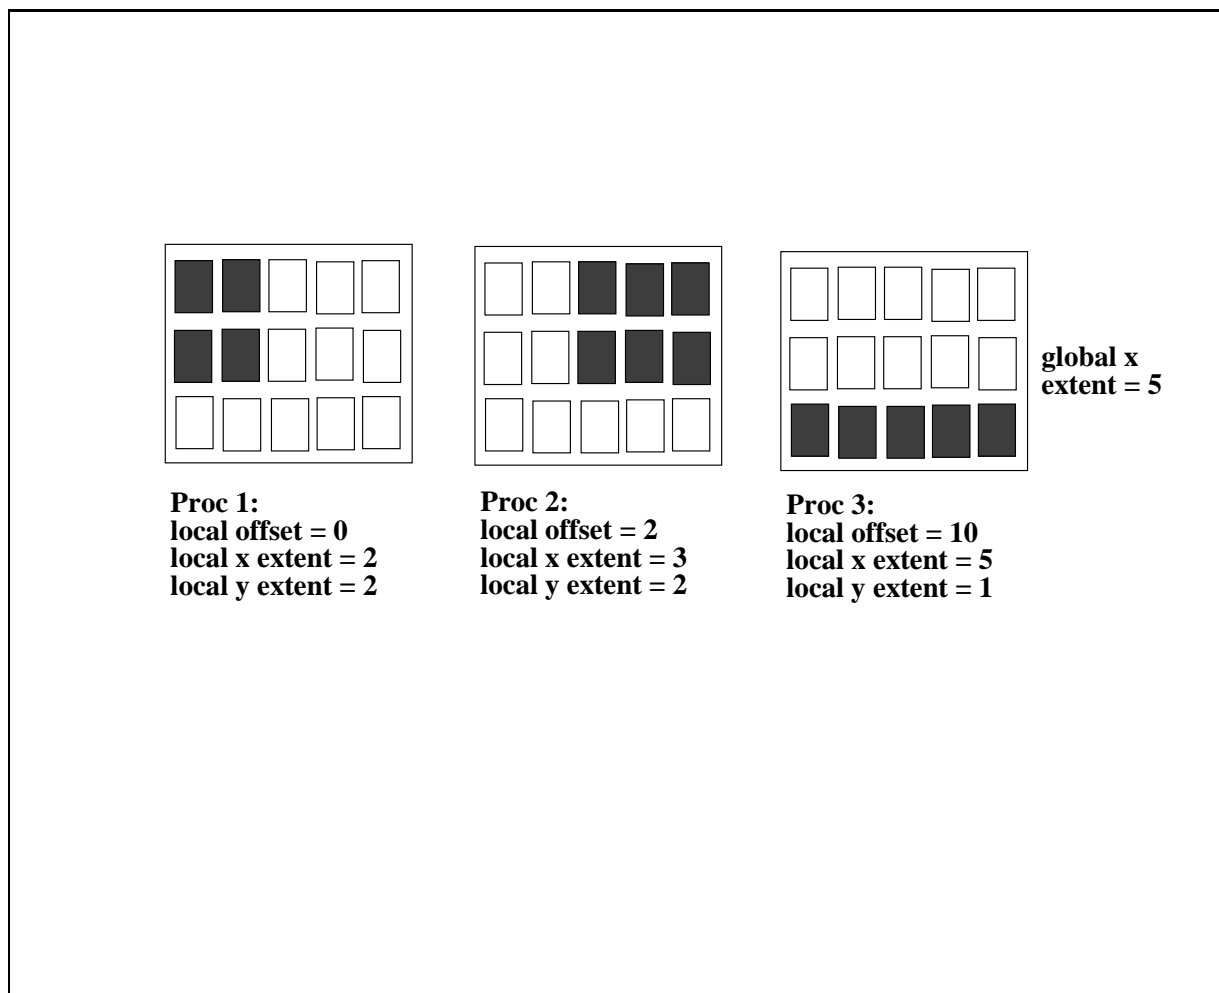 global x
extent = 5
Proc 1:
local offset = 0
local x extent = 2
local y extent = 2
Proc 2:
local offset = 2
local x extent = 3
local y extent = 2
Proc 3:
local offset = 10
local x extent = 5
local y extent = 1